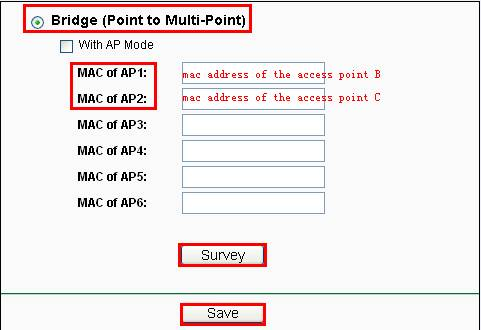 Bridge (Point to Multi-Point)
With AP Mode
MAC of AP1: mac address of the access point B
MAC of AP2: mac address of the access point C
MAC of AP3:
MAC of AP4:
MAC of AP5:
MAC of AP6:
Survey
Save